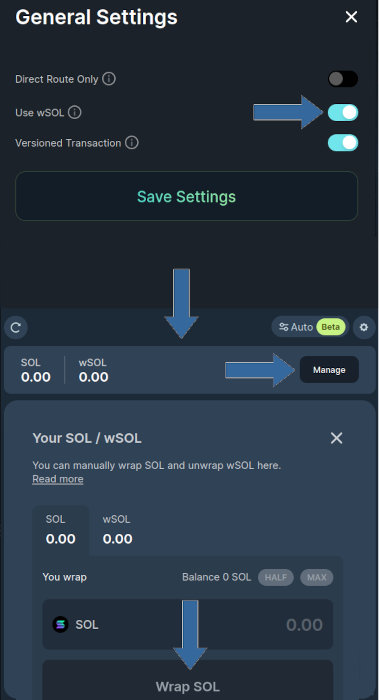 General Settings
Direct Route Only
Use wSOL
Versioned Transaction
Save Settings
Auto Beta
SOL wSOL
0.00 0.00
Manage
Your SOL / wSOL
You can manually wrap SOL and unwrap wSOL here.
Read more
SOL wSOL
0.00 0.00
You wrap Balance 0 SOL HALF MAX
SOL 0.00
Wrap SOL